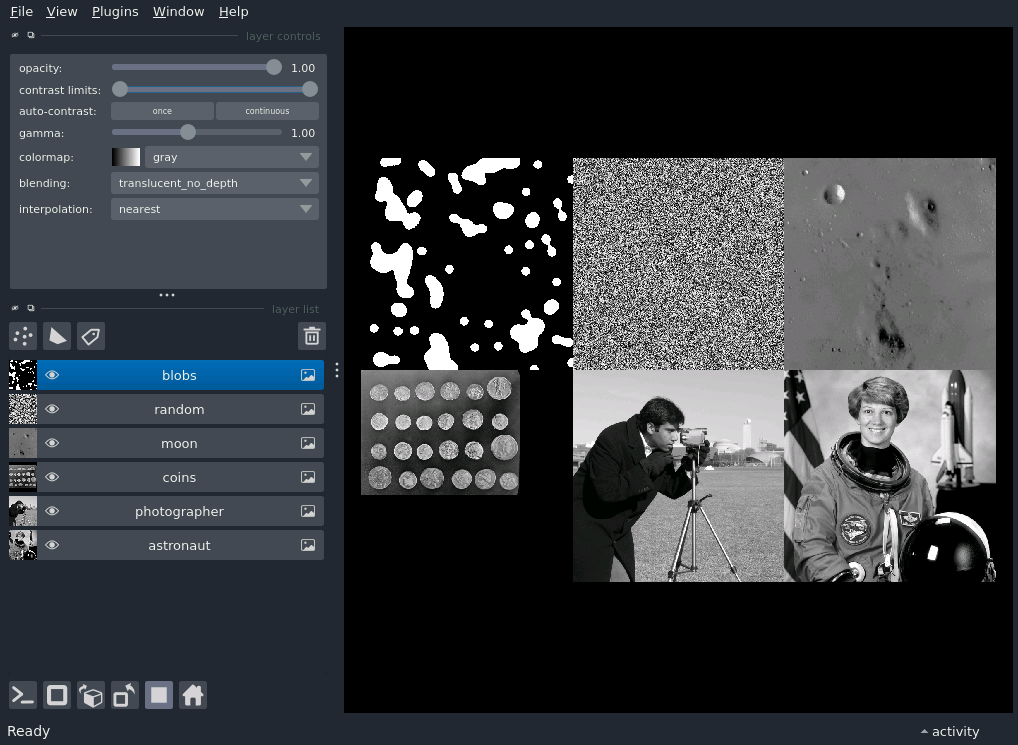 File View Plugins Window Help
layer controls
opacity: 1.00
contrast limits:
auto-contrast: once continuous
gamma: 1.00
colormap: gray
blending: translucent_no_depth
interpolation: nearest
layer list
blobs
random
moon
coins
photographer
astronaut
Ready
activity